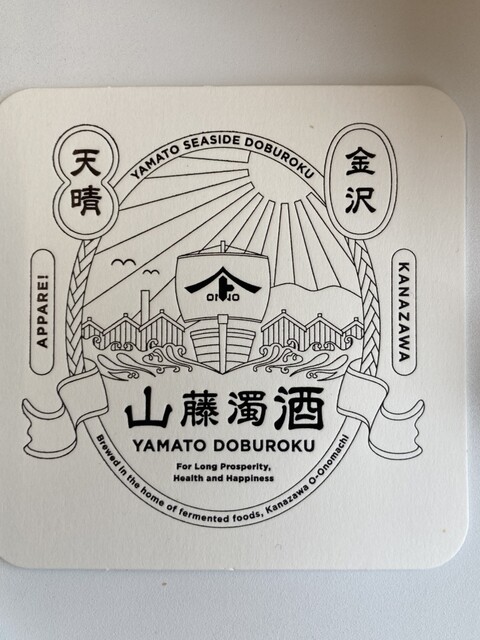 YAMATO SEASIDE DOBUROKU
天晴
金沢
APPARE!
KANAZAWA
ONO
山藤濁酒
YAMATO DOBUROKU
For Long Prosperity,
Health and Happiness
Brewed in the home of fermented foods, Kanazawa O-Onomachi